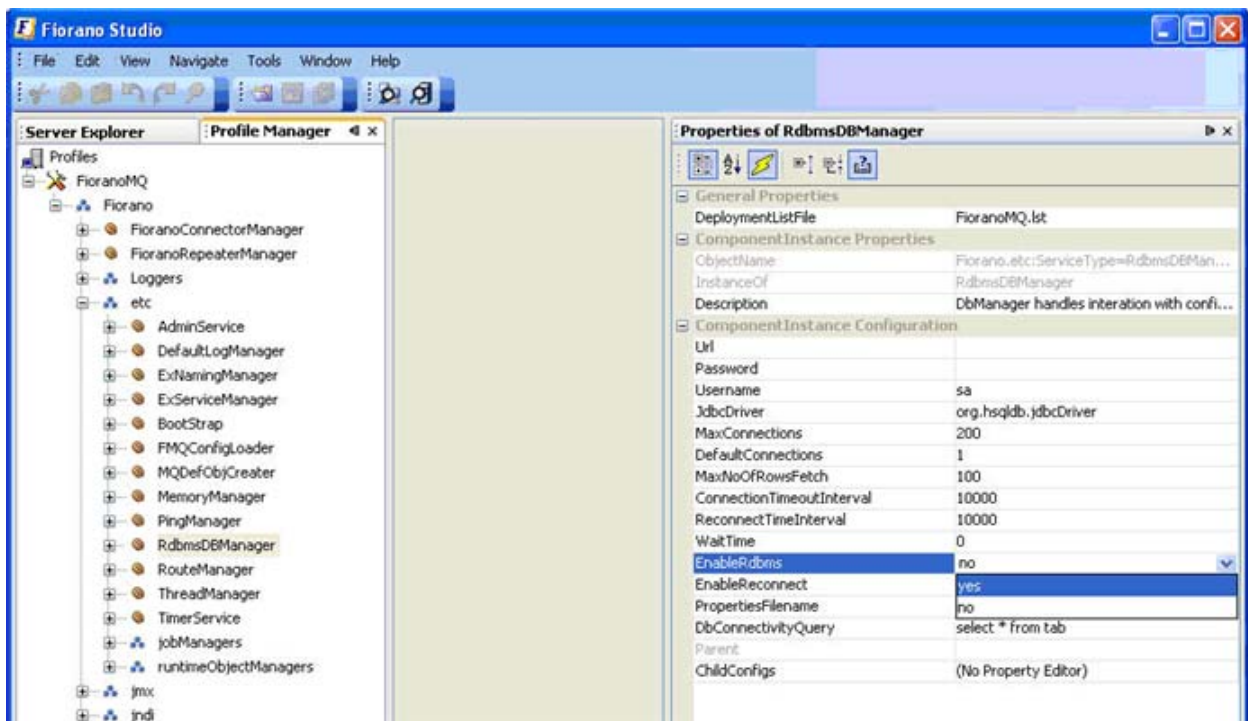 Fiorano Studio
File Edit View Navigate Tools Window Help
Server Explorer
Profile Manager
Profiles
FioranoMQ
Fiorano
FioranoConnectorManager
FioranoRepeaterManager
Loggers
etc
AdminService
DefaultLogManager
ExNamingManager
ExServiceManager
BootStrap
FMQConfigLoader
MQDefObjCreater
MemoryManager
PingManager
RdbmsDBManager
RouteManager
ThreadManager
TimerService
jobManagers
runtimeObjectManagers
jmx
jndi
Properties of RdbmsDBManager
General Properties
DeploymentListFile FioranoMQ.lst
ComponentInstance Properties
ObjectName Fiorano.etc:ServiceType=RdbmsDBMan...
InstanceOf RdbmsDBManager
Description DbManager handles interation with confi...
ComponentInstance Configuration
Url
Password
Username sa
JdbcDriver org.hsqldb.jdbcDriver
MaxConnections 200
DefaultConnections 1
MaxNoOfRowsFetch 100
ConnectionTimeoutInterval 10000
ReconnectTimeInterval 10000
WaitTime 0
EnableRdbms no
EnableReconnect yes
PropertiesFilename no
DbConnectivityQuery select * from tab
Parent
ChildConfigs (No Property Editor)